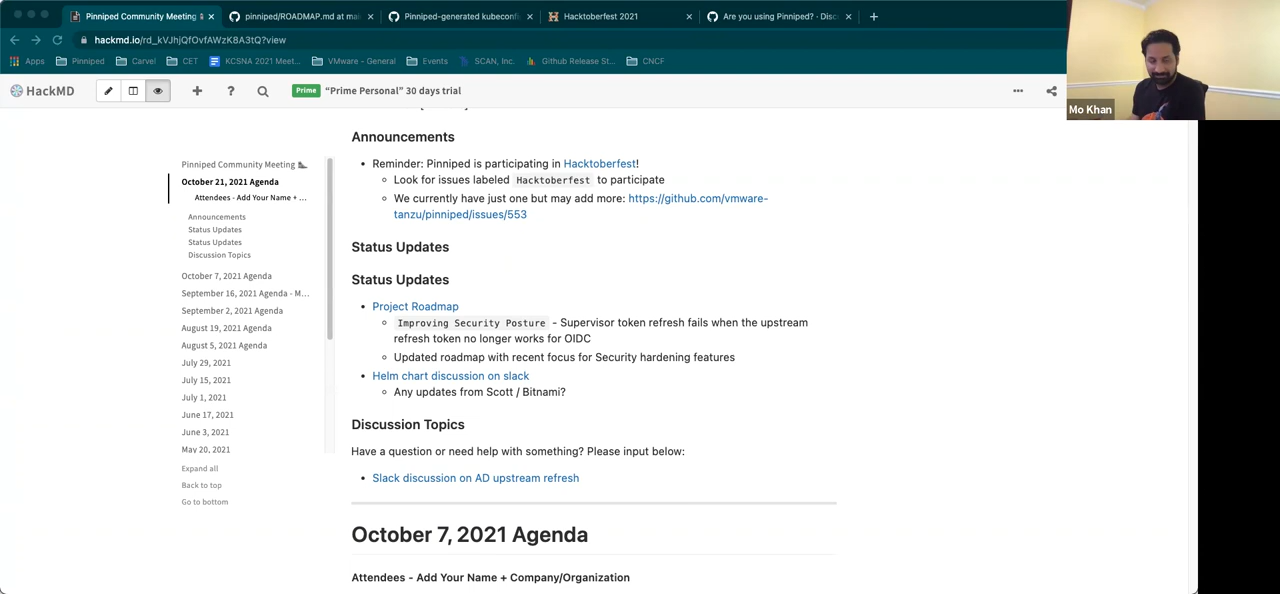 Pinniped Community Meeting
pinniped/ROADMAP.md at mai
Pinniped-generated kubeconfi
Hacktoberfest 2021
Are you using Pinniped? · Disc
hackmd.io/rd_kVJhjQfOvfAWzK8A3tQ?view
Apps
Pinniped
Carvel
CET
KCSNA 2021 Meet...
VMware - General
Events
SCAN, Inc.
Github Release St...
CNCF
HackMD
Prime
“Prime Personal” 30 days trial
Mo Khan
Announcements
Reminder: Pinniped is participating in Hacktoberfest!
Look for issues labeled Hacktoberfest to participate
We currently have just one but may add more: https://github.com/vmware-
tanzu/pinniped/issues/553
Status Updates
Status Updates
Project Roadmap
Improving Security Posture - Supervisor token refresh fails when the upstream
refresh token no longer works for OIDC
Updated roadmap with recent focus for Security hardening features
Helm chart discussion on slack
Any updates from Scott / Bitnami?
Discussion Topics
Have a question or need help with something? Please input below:
Slack discussion on AD upstream refresh
October 7, 2021 Agenda
Attendees - Add Your Name + Company/Organization
Pinniped Community Meeting
October 21, 2021 Agenda
Attendees - Add Your Name + ...
Announcements
Status Updates
Status Updates
Discussion Topics
October 7, 2021 Agenda
September 16, 2021 Agenda - M...
September 2, 2021 Agenda
August 19, 2021 Agenda
August 5, 2021 Agenda
July 29, 2021
July 15, 2021
July 1, 2021
June 17, 2021
June 3, 2021
May 20, 2021
Expand all
Back to top
Go to bottom